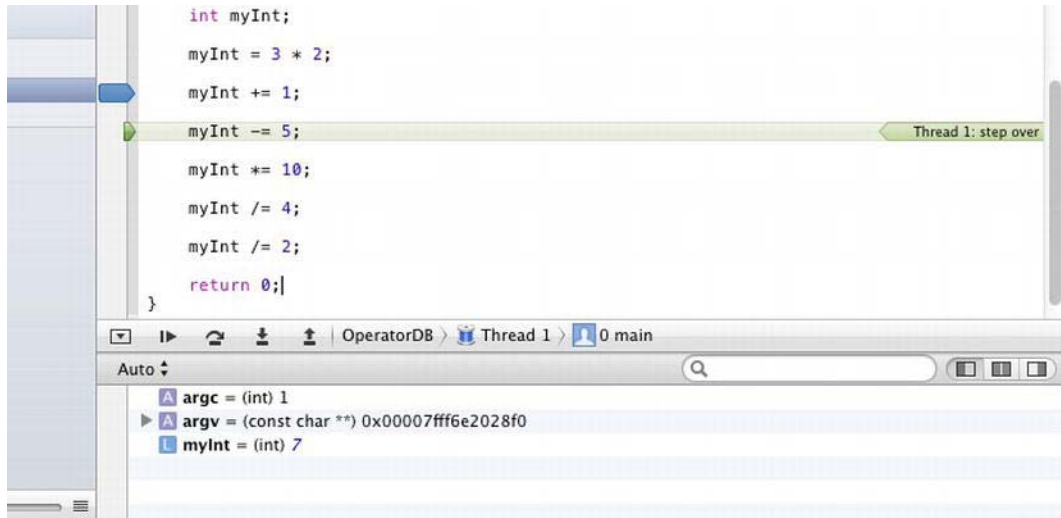 int myInt;
myInt = 3 * 2;
myInt += 1;
myInt -= 5;
Thread 1: step over
myInt *= 10;
myInt /= 4;
myInt /= 2;
return 0;
}
OperatorDB 〉 Thread 1 〉 0 main
Auto
A argc = (int) 1
A argv = (const char **) 0x00007fff6e2028f0
L myInt = (int) 7